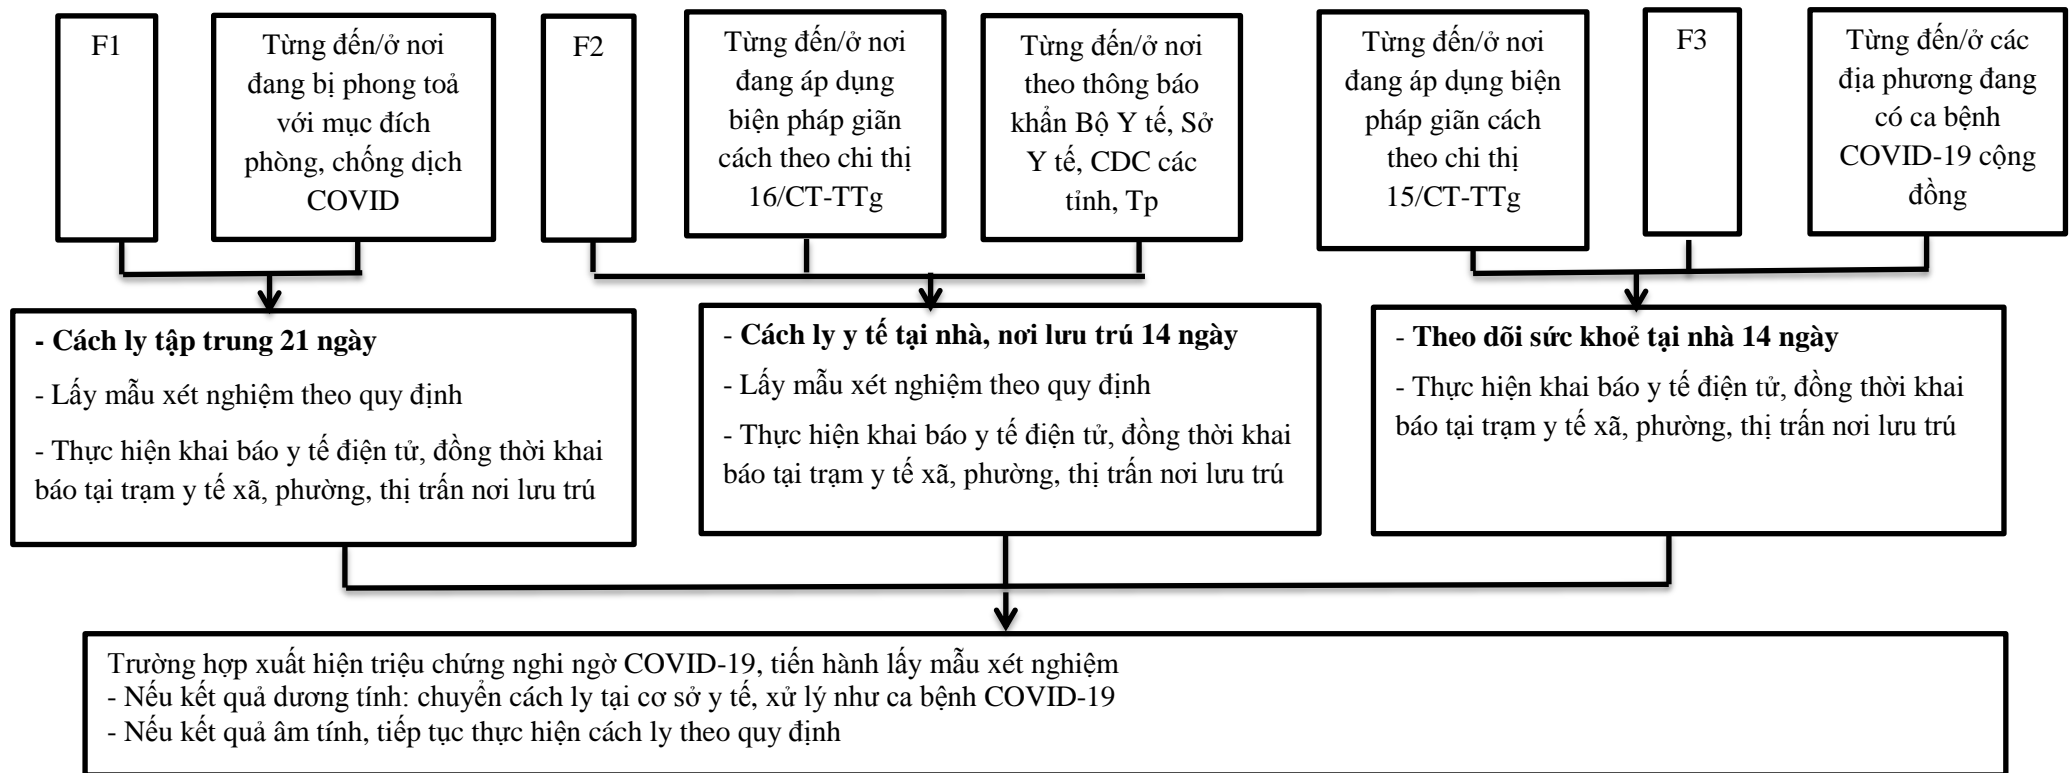 F1
Từng đến/ở nơi
đang bị phong toả
với mục đích
phòng, chống dịch
COVID
F2
Từng đến/ở nơi
đang áp dụng
biện pháp giãn
cách theo chi thị
16/CT-TTg
Từng đến/ở nơi
theo thông báo
khẩn Bộ Y tế, Sở
Y tế, CDC các
tỉnh, Tp
Từng đến/ở nơi
đang áp dụng biện
pháp giãn cách
theo chi thị
15/CT-TTg
F3
Từng đến/ở các
địa phương đang
có ca bệnh
COVID-19 cộng
đồng
- Cách ly tập trung 21 ngày
- Lấy mẫu xét nghiệm theo quy định
- Thực hiện khai báo y tế điện tử, đồng thời khai
báo tại trạm y tế xã, phường, thị trấn nơi lưu trú
- Cách ly y tế tại nhà, nơi lưu trú 14 ngày
- Lấy mẫu xét nghiệm theo quy định
- Thực hiện khai báo y tế điện tử, đồng thời khai
báo tại trạm y tế xã, phường, thị trấn nơi lưu trú
- Theo dõi sức khoẻ tại nhà 14 ngày
- Thực hiện khai báo y tế điện tử, đồng thời khai
báo tại trạm y tế xã, phường, thị trấn nơi lưu trú
Trường hợp xuất hiện triệu chứng nghi ngờ COVID-19, tiến hành lấy mẫu xét nghiệm
- Nếu kết quả dương tính: chuyển cách ly tại cơ sở y tế, xử lý như ca bệnh COVID-19
- Nếu kết quả âm tính, tiếp tục thực hiện cách ly theo quy định